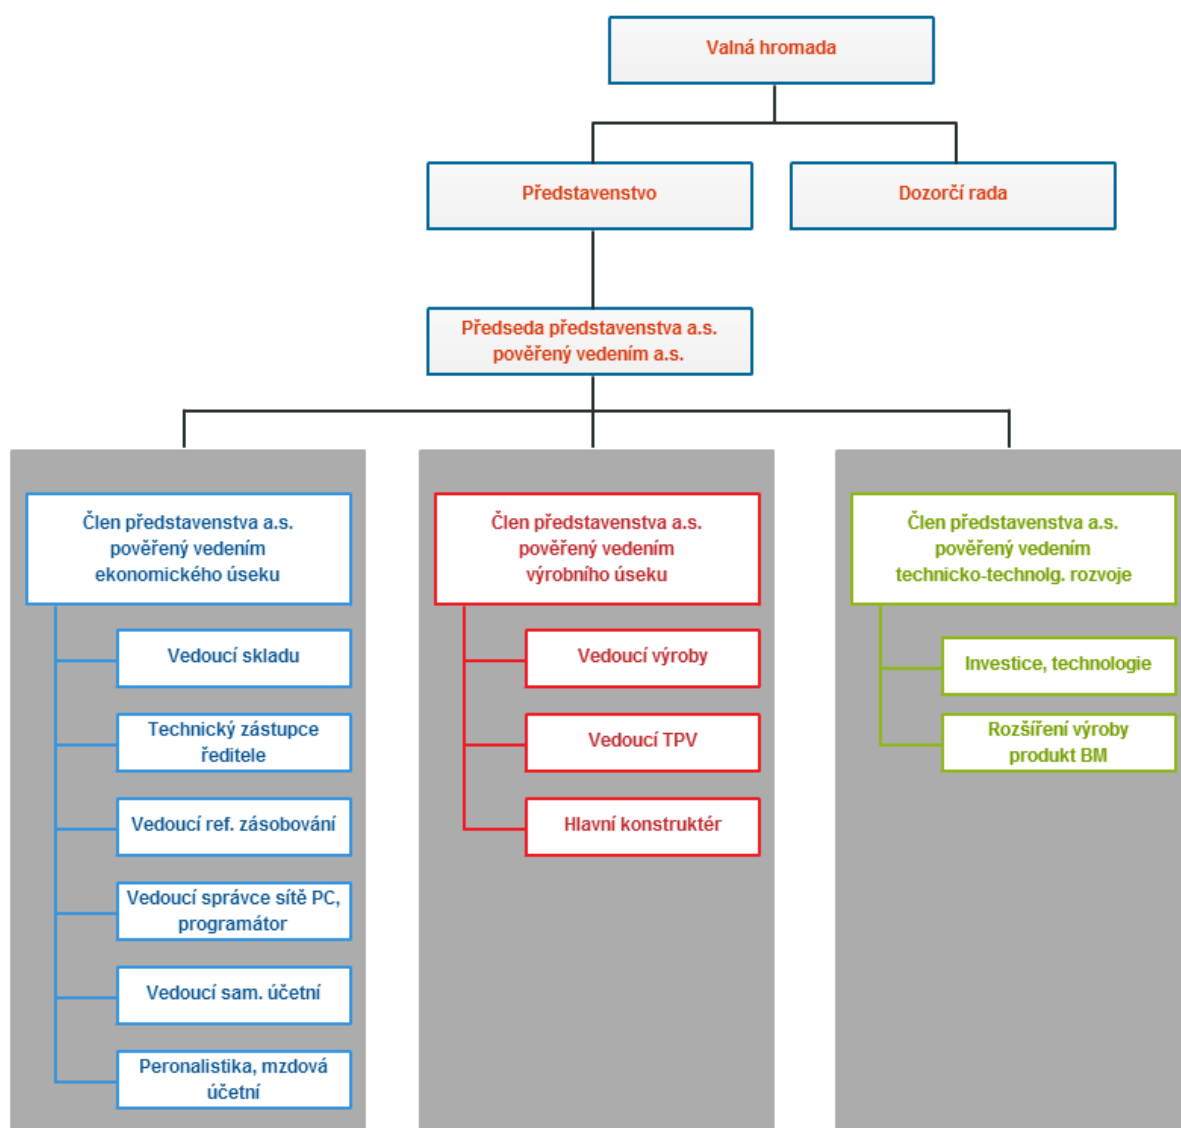 Valná hromada
Představenstvo
Dozorčí rada
Předseda představenstva a.s.
pověřený vedením a.s.
Člen představenstva a.s.
pověřený vedením
ekonomického úseku
Vedoucí skladu
Technický zástupce
ředitele
Vedoucí ref. zásobování
Vedoucí správce sítě PC,
programátor
Vedoucí sam. účetní
Peronalistika, mzdová
účetní
Člen představenstva a.s.
pověřený vedením
výrobního úseku
Vedoucí výroby
Vedoucí TPV
Hlavní konstruktér
Člen představenstva a.s.
pověřený vedením
technicko-technolg. rozvoje
Investice, technologie
Rozšíření výroby
produkt BM